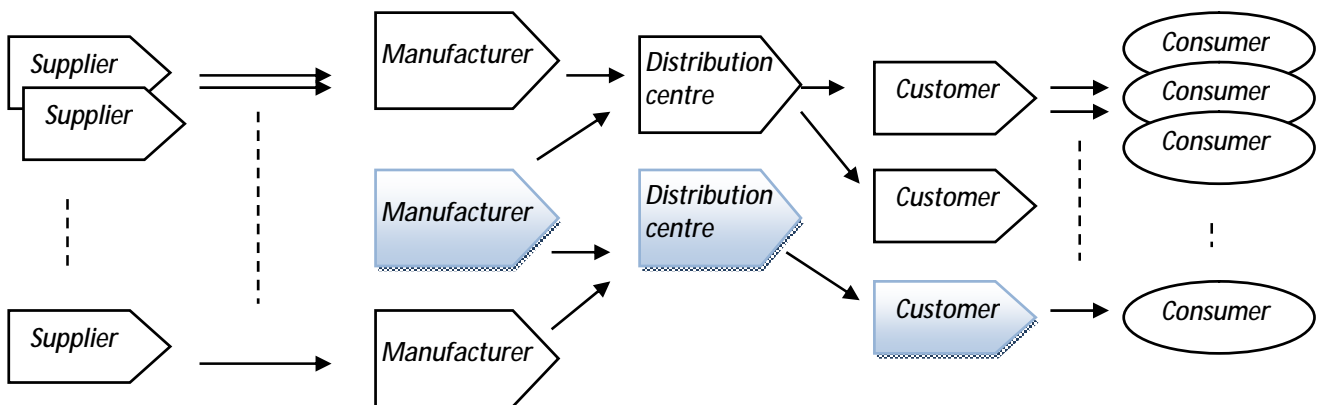 Supplier
Supplier
Supplier
Manufacturer
Manufacturer
Manufacturer
Distribution
centre
Distribution
centre
Customer
Customer
Customer
Consumer
Consumer
Consumer
Consumer